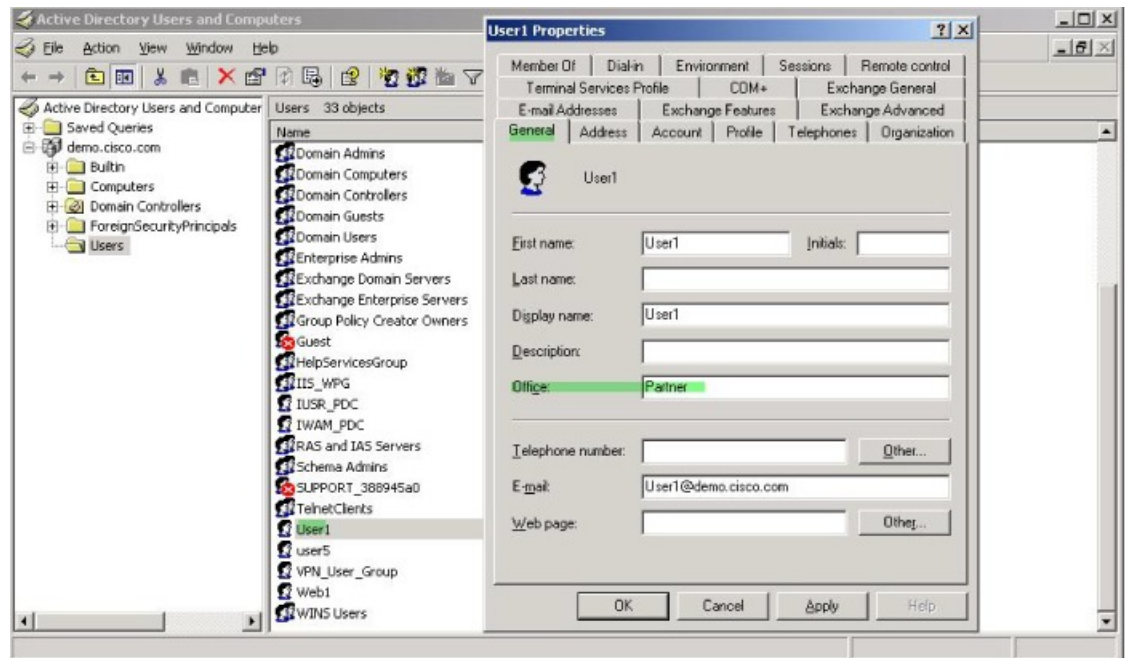 Active Directory Users and Computers
File Action View Window Help
Active Directory Users and Computer
Saved Queries
demo.cisco.com
Builtin
Computers
Domain Controllers
ForeignSecurityPrincipals
Users
Users 33 objects
Name
Domain Admins
Domain Computers
Domain Controllers
Domain Guests
Domain Users
Enterprise Admins
Exchange Domain Servers
Exchange Enterprise Servers
Group Policy Creator Owners
Guest
HelpServicesGroup
IIS_WPG
IUSR_PDC
IWAM_PDC
RAS and IAS Servers
Schema Admins
SUPPORT_388945a0
TelnetClients
User1
user5
VPN_User_Group
Web1
WINS Users
User1 Properties
Member Of Dial-in Environment Sessions Remote control
Terminal Services Profile COM+ Exchange General
E-mail Addresses Exchange Features Exchange Advanced
General Address Account Profile Telephones Organization
User1
First name: User1 Initials:
Last name:
Display name: User1
Description:
Office: Partner
Telephone number: Other...
E-mail: User1@demo.cisco.com
Web page: Other...
OK Cancel Apply Help